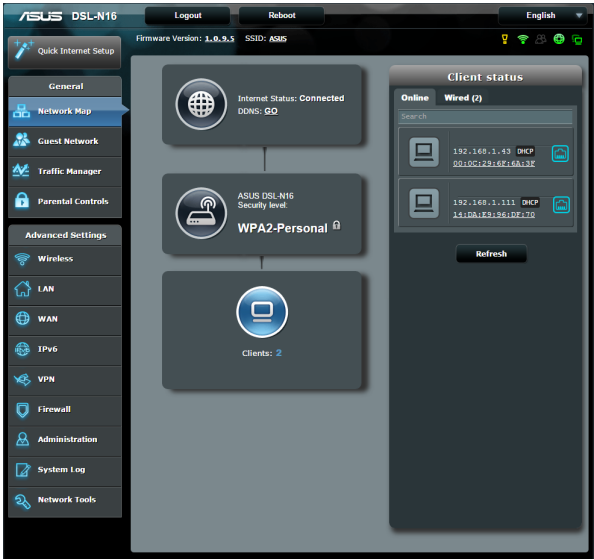 ASUS DSL-N16
Logout
Reboot
English
Quick Internet Setup
Firmware Version: 1.0.9.5 SSID: ASUS
General
Network Map
Guest Network
Traffic Manager
Parental Controls
Advanced Settings
Wireless
LAN
WAN
IPv6
VPN
Firewall
Administration
System Log
Network Tools
Internet Status: Connected
DDNS: GO
ASUS DSL-N16
Security level:
WPA2-Personal
Clients: 2
Client status
Online Wired (2)
Search
192.168.1.43 DHCP
00:0C:29:6F:6A:3F
192.168.1.111 DHCP
14:DA:E9:96:DF:70
Refresh